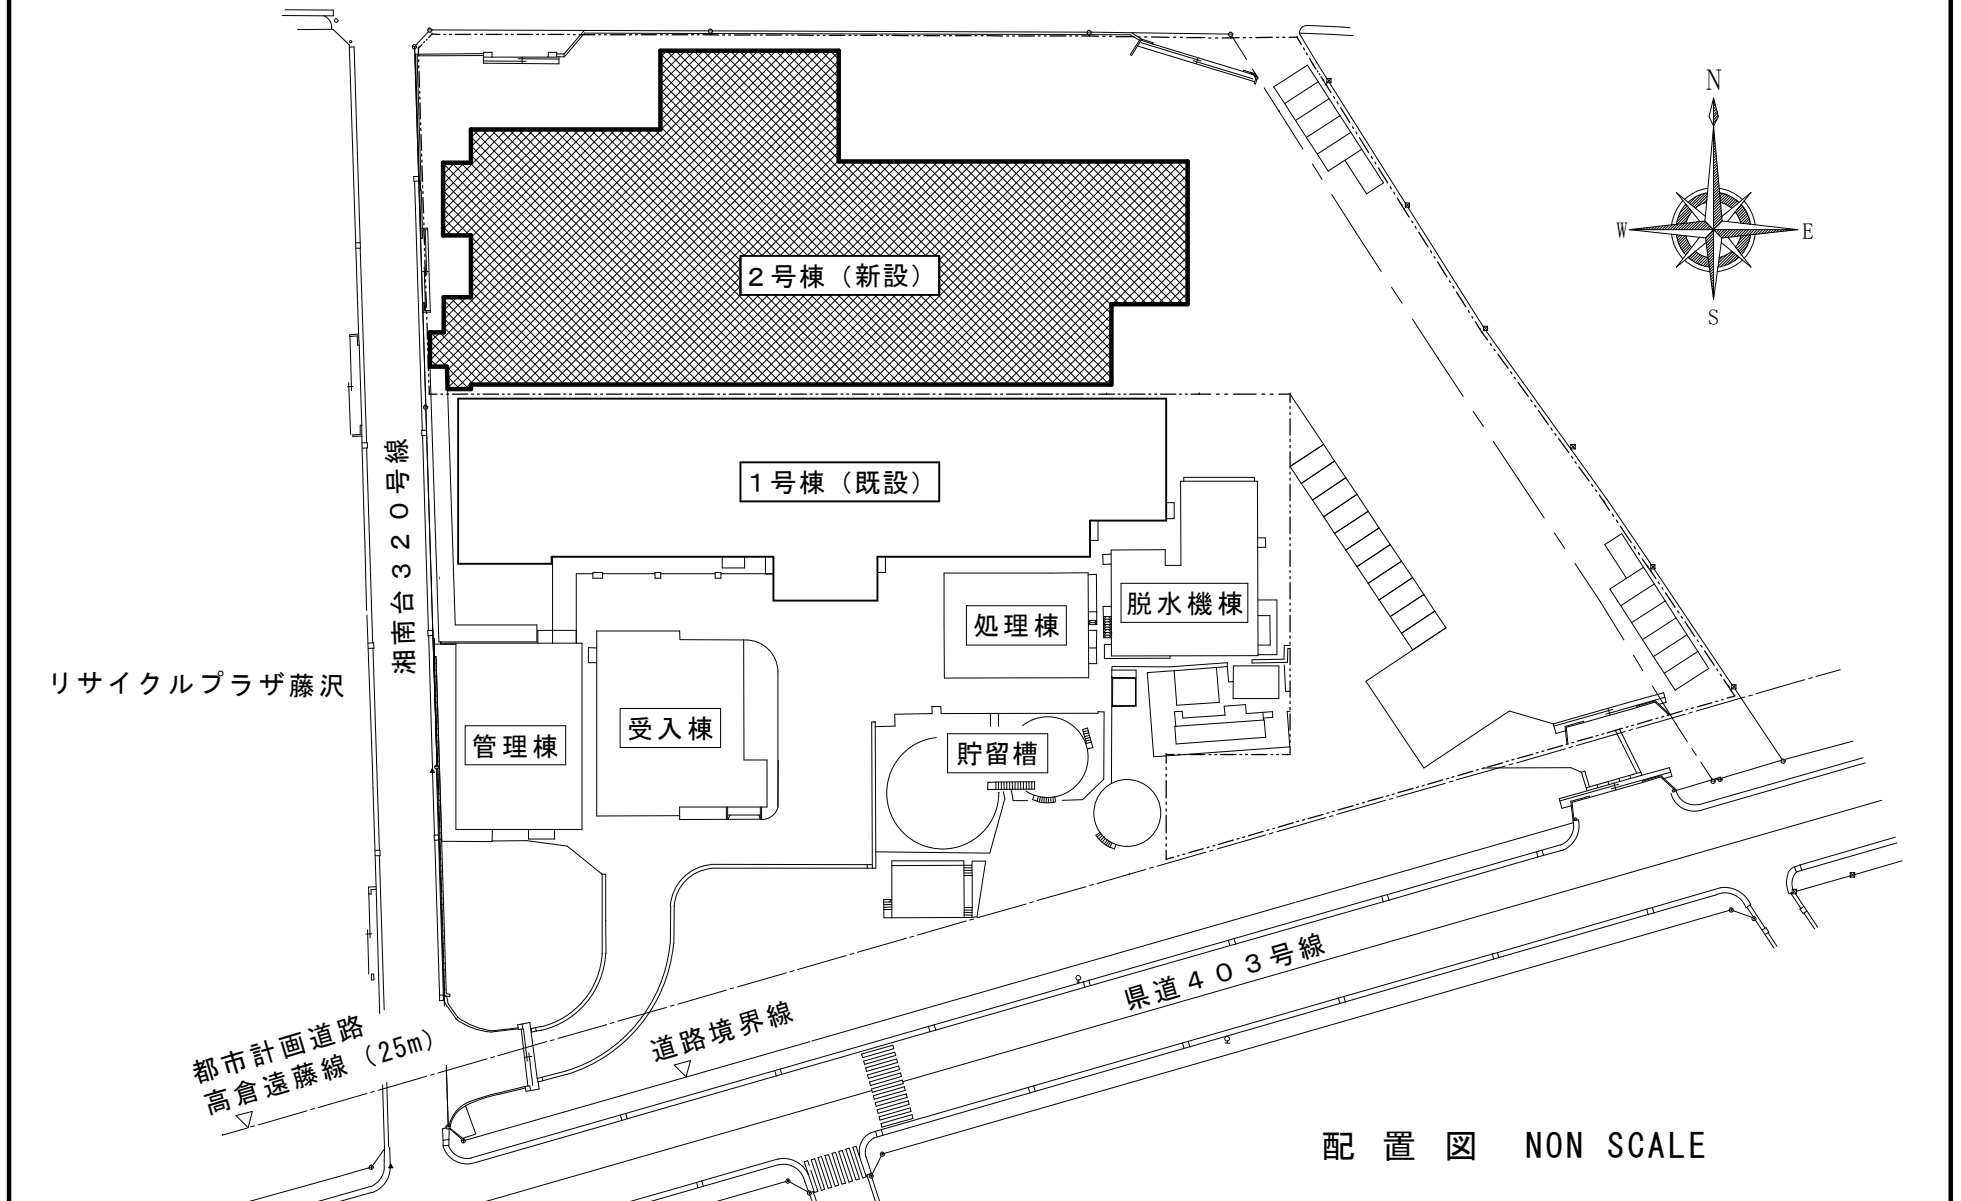 N
W
E
S
２号棟（新設）
１号棟（既設）
湘南台３２０号線
脱水機棟
処理棟
リサイクルプラザ藤沢
受入棟
管理棟
貯留槽
県道４０３号線
道路境界線
都市計画道路
高倉遠藤線（25m）
配置図 NON SCALE